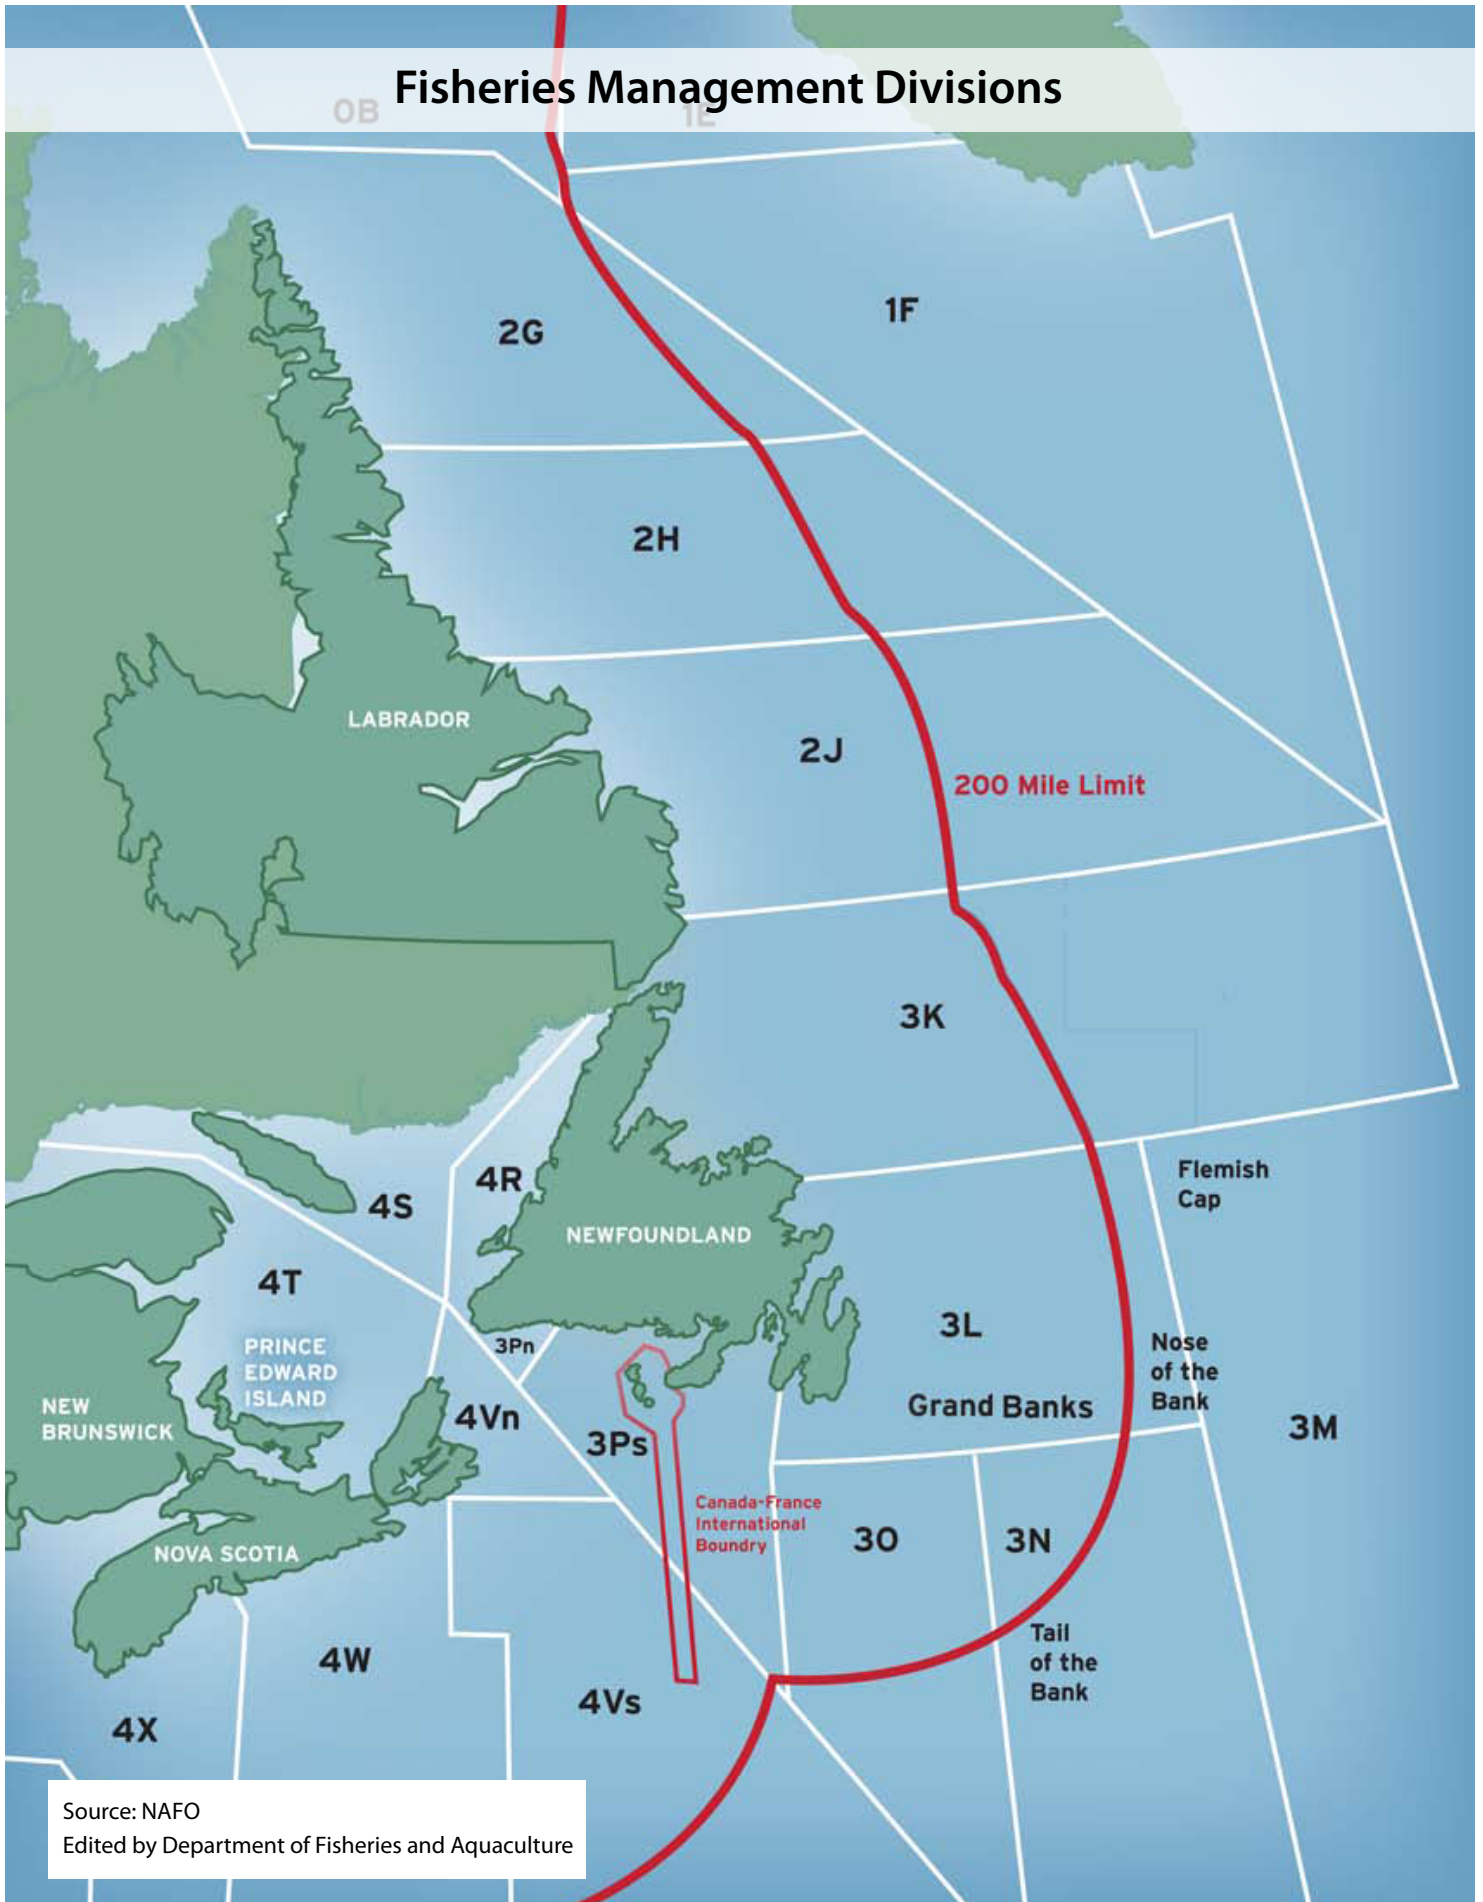 Fisheries Management Divisions
0B
1E
1F
2G
2H
LABRADOR
2J
200 Mile Limit
3K
Flemish
Cap
4R
4S
NEWFOUNDLAND
4T
3L
PRINCE
EDWARD
ISLAND
3Pn
Nose
of the
Bank
Grand Banks
NEW
BRUNSWICK
4Vn
3M
3Ps
Canada-France
International
Boundry
3O
3N
NOVA SCOTIA
Tail
of the
Bank
4W
4Vs
4X
Source: NAFO
Edited by Department of Fisheries and Aquaculture